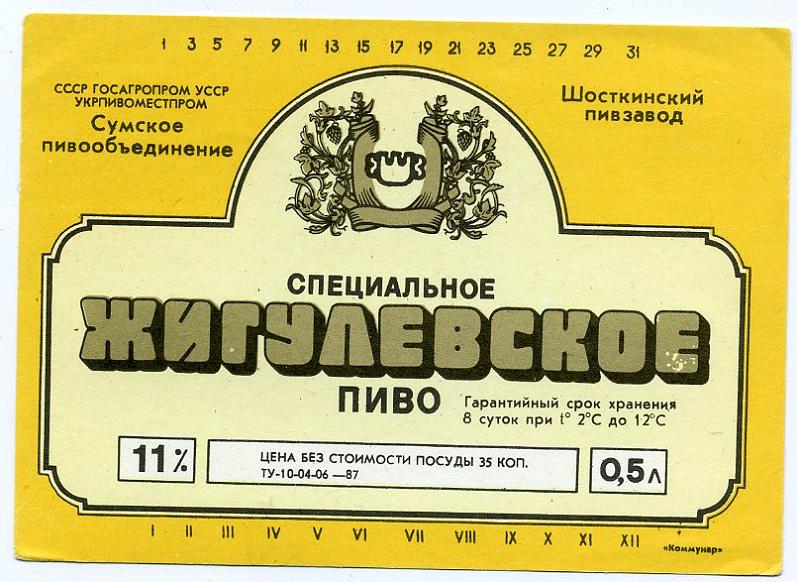 1 3 5 7 9 11 13 15 17 19 21 23 25 27 29 31
СССР ГОСАГРОПРОМ УССР
УКРПИВОМЕСТПРОМ
Сумское
пивообъединение
Шосткинский
пивзавод
СПЕЦИАЛЬНОЕ
ЖИГУЛЕВСКОЕ
ПИВО
Гарантийный срок хранения
8 суток при t° 2°С до 12°С
11%
ЦЕНА БЕЗ СТОИМОСТИ ПОСУДЫ 35 КОП.
ТУ-10-04-06 —87
0,5 л
I II III IV V VI VII VIII IX X XI XII
«Коммунар»